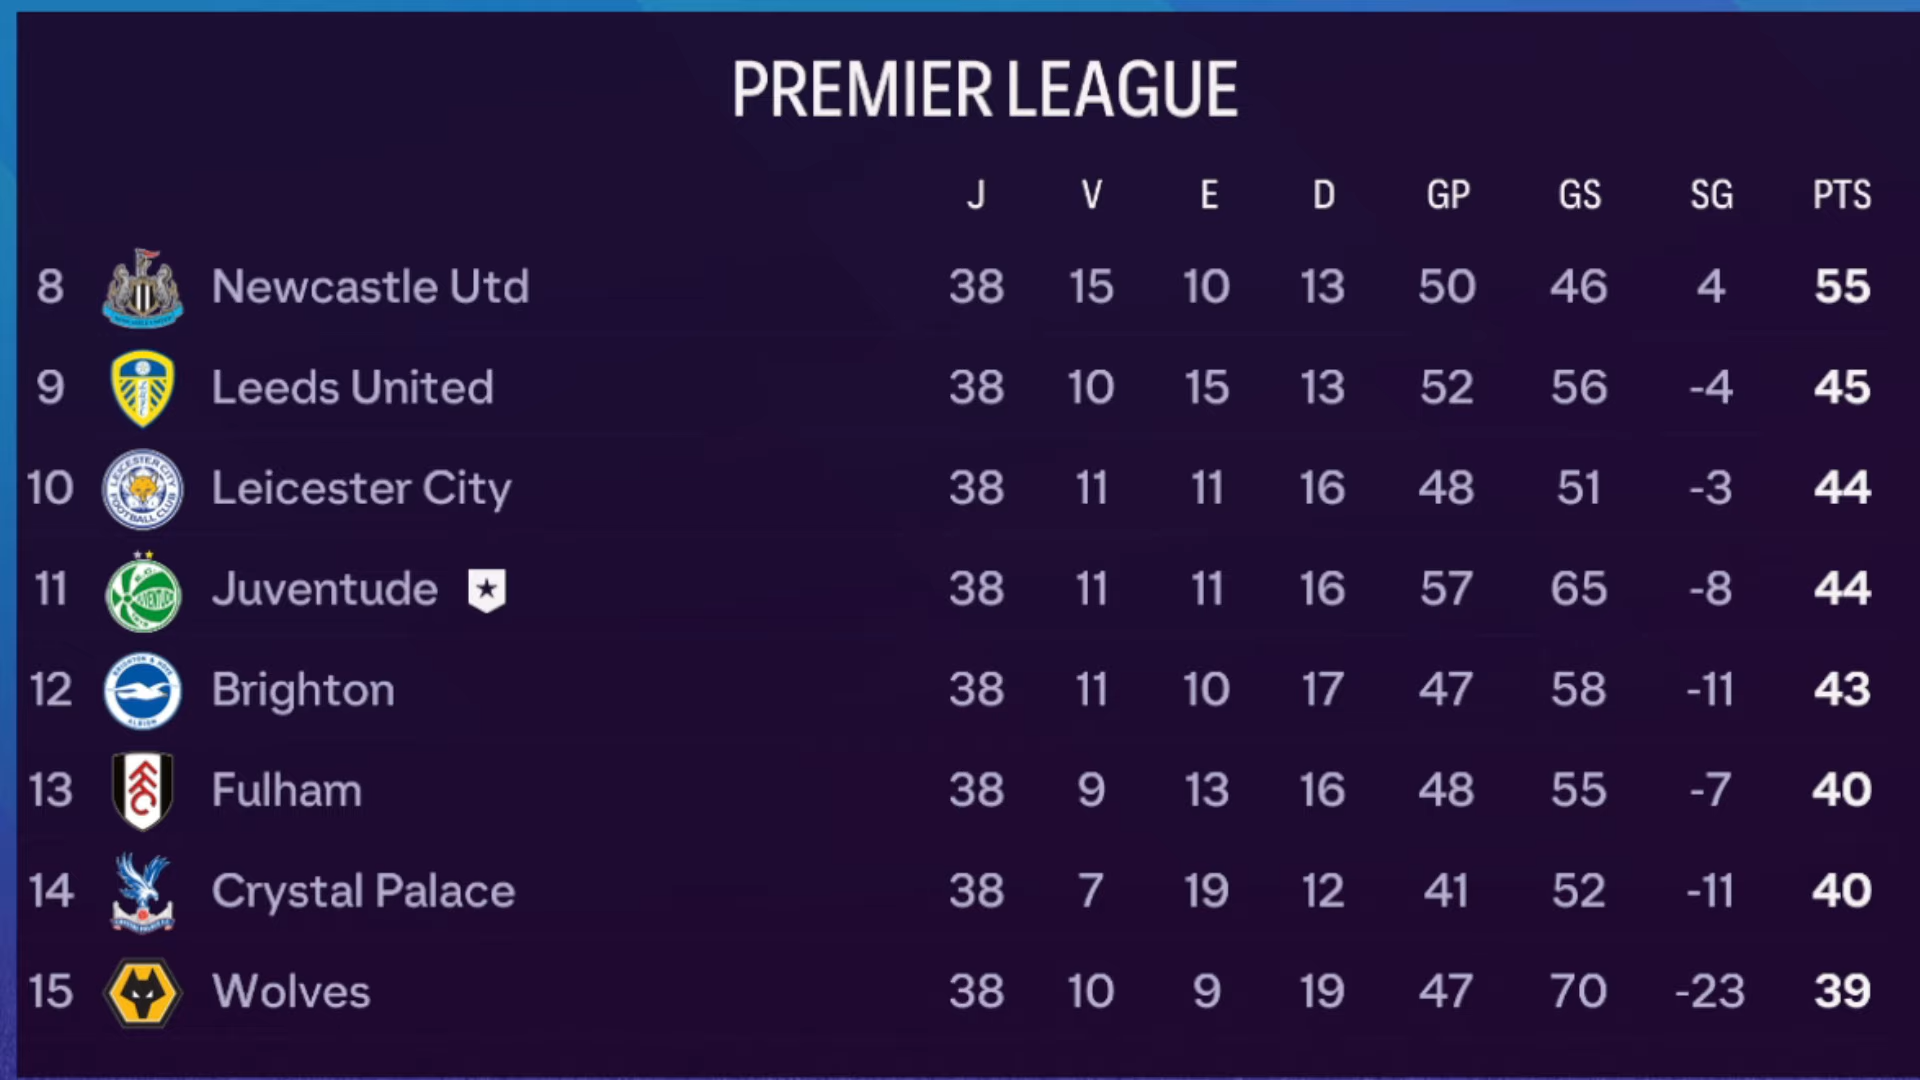 PREMIER LEAGUE
J V E D GP GS SG PTS
8 Newcastle Utd 38 15 10 13 50 46 4 55
9 Leeds United 38 10 15 13 52 56 -4 45
10 Leicester City 38 11 11 16 48 51 -3 44
11 Juventude 38 11 11 16 57 65 -8 44
12 Brighton 38 11 10 17 47 58 -11 43
13 Fulham 38 9 13 16 48 55 -7 40
14 Crystal Palace 38 7 19 12 41 52 -11 40
15 Wolves 38 10 9 19 47 70 -23 39